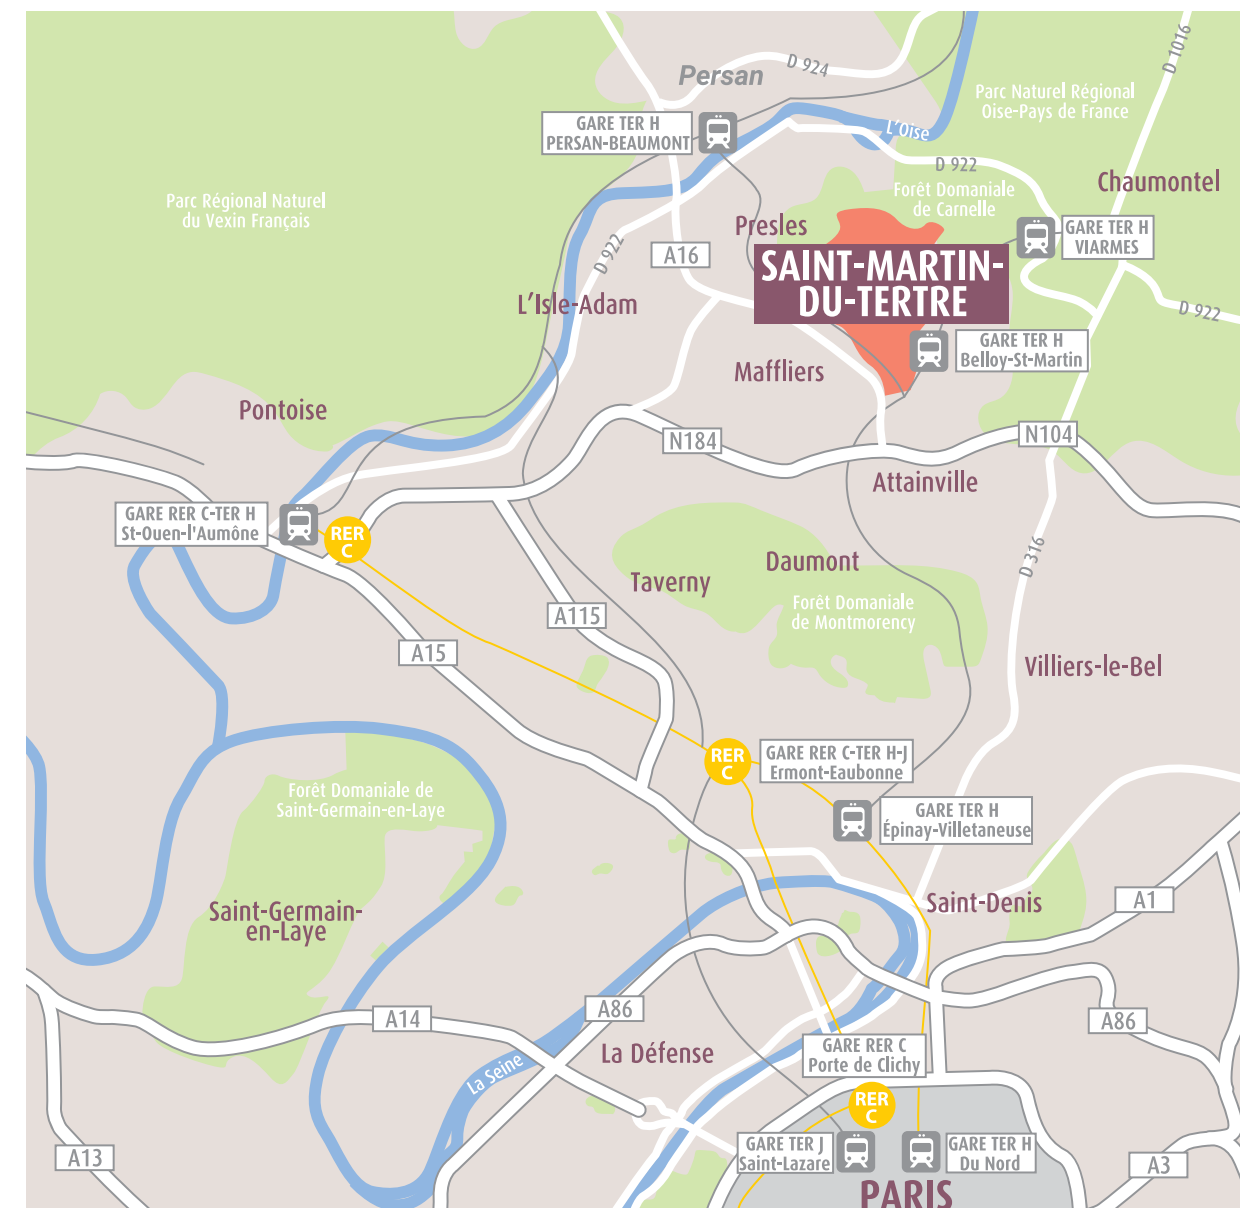 D 1016
D 924
Persan
Parc Naturel Régional
Oise-Pays de France
GARE TER H
PERSAN-BEAUMONT
L'Oise
D 922
Chaumontel
Parc Régional Naturel
du Vexin Français
Forêt Domaniale
de Carnelle
Presles
GARE TER H
VIARMES
D 922
A16
SAINT-MARTIN-
DU-TERTRE
L'Isle-Adam
D 922
GARE TER H
Belloy-St-Martin
Maffliers
Pontoise
N184
N104
Attainville
GARE RER C-TER H
St-Ouen-l'Aumône
RER
C
D 316
Daumont
Taverny
Forêt Domaniale
de Montmorency
A115
A15
Villiers-le-Bel
RER
C
GARE RER C-TER H-J
Ermont-Eaubonne
Forêt Domaniale de
Saint-Germain-en-Laye
GARE TER H
Épinay-Villetaneuse
Saint-Germain-
en-Laye
Saint-Denis
A1
A14
A86
A86
La Défense
GARE RER C
Porte de Clichy
La Seine
RER
C
A13
GARE TER J
Saint-Lazare
GARE TER H
Du Nord
A3
PARIS